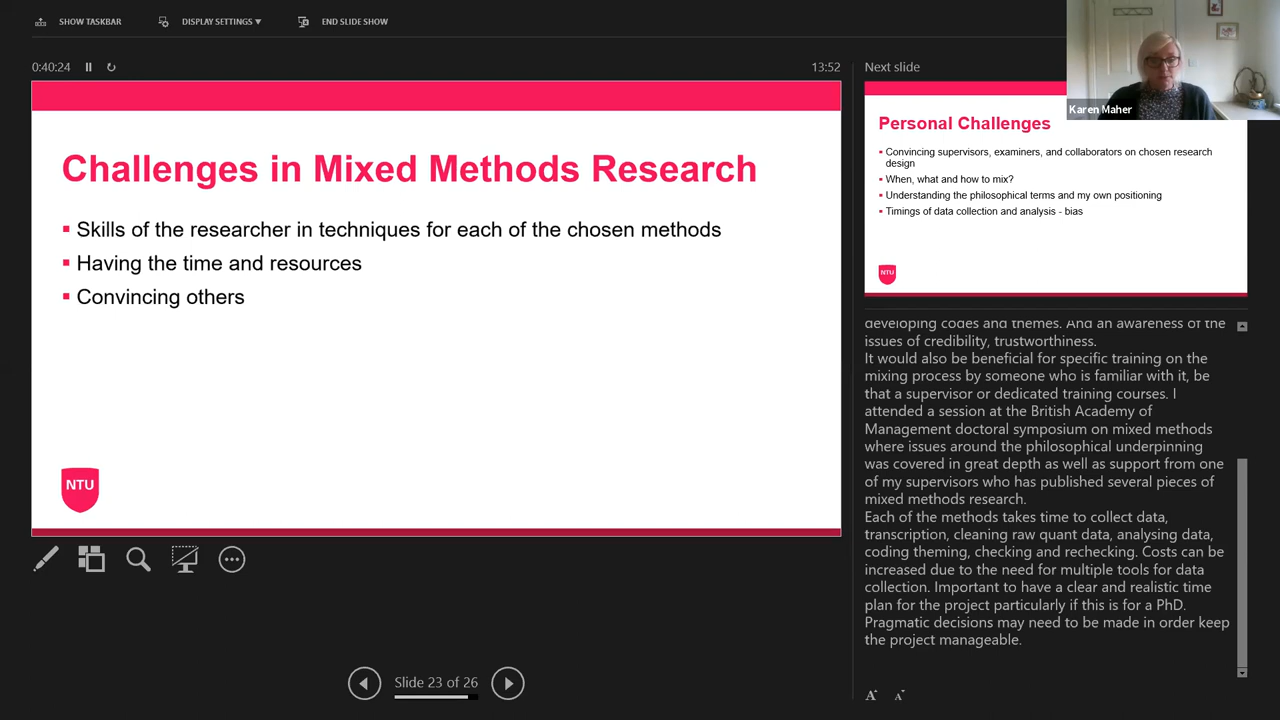 SHOW TASKBAR
DISPLAY SETTINGS ▼
END SLIDE SHOW
0:40:24
13:52
Challenges in Mixed Methods Research
▪ Skills of the researcher in techniques for each of the chosen methods
▪ Having the time and resources
▪ Convincing others
NTU
Slide 23 of 26
Next slide
Karen Maher
Personal Challenges
▪ Convincing supervisors, examiners, and collaborators on chosen research
design
▪ When, what and how to mix?
▪ Understanding the philosophical terms and my own positioning
▪ Timings of data collection and analysis - bias
NTU
developing codes and themes. And an awareness of the
issues of credibility, trustworthiness.
It would also be beneficial for specific training on the
mixing process by someone who is familiar with it, be
that a supervisor or dedicated training courses. I
attended a session at the British Academy of
Management doctoral symposium on mixed methods
where issues around the philosophical underpinning
was covered in great depth as well as support from one
of my supervisors who has published several pieces of
mixed methods research.
Each of the methods takes time to collect data,
transcription, cleaning raw quant data, analysing data,
coding theming, checking and rechecking. Costs can be
increased due to the need for multiple tools for data
collection. Important to have a clear and realistic time
plan for the project particularly if this is for a PhD.
Pragmatic decisions may need to be made in order keep
the project manageable.
A A